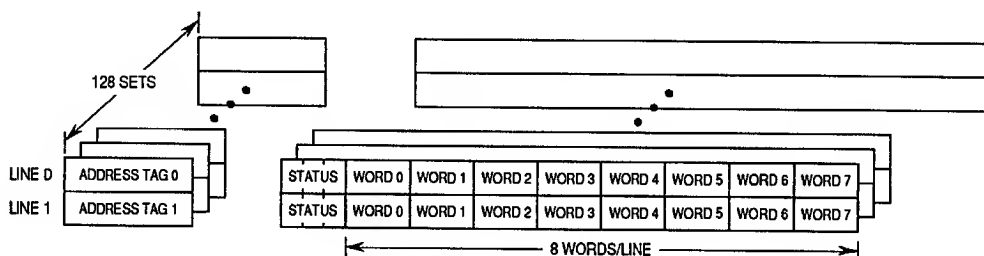 128 SETS
LINE 0 ADDRESS TAG 0 STATUS WORD 0 WORD 1 WORD 2 WORD 3 WORD 4 WORD 5 WORD 6 WORD 7
LINE 1 ADDRESS TAG 1 STATUS WORD 0 WORD 1 WORD 2 WORD 3 WORD 4 WORD 5 WORD 6 WORD 7
8 WORDS/LINE